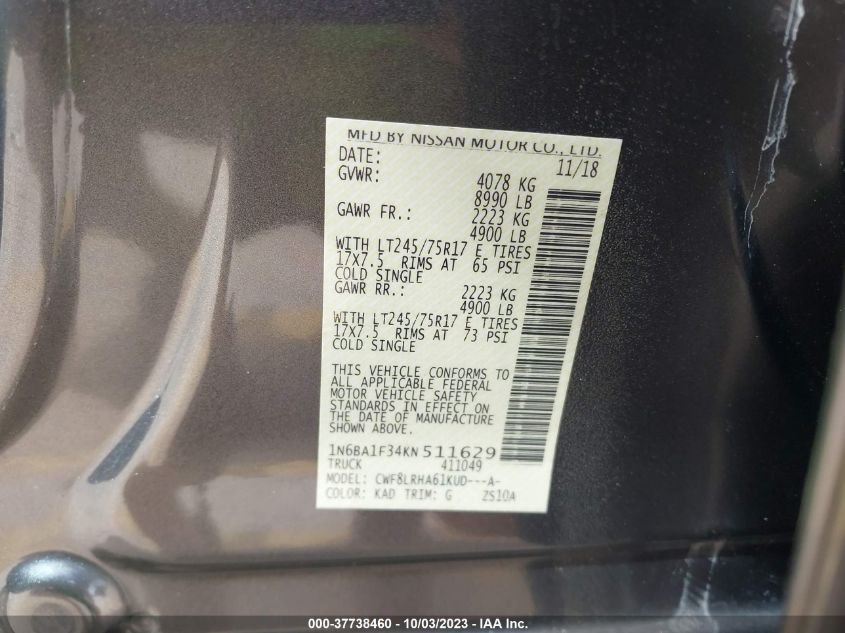 MFD BY NISSAN MOTOR CO., LTD.
DATE: 11/18
GVWR: 4078 KG
8990 LB
GAWR FR.: 2223 KG
4900 LB
WITH LT245/75R17 E TIRES
17X7.5 RIMS AT 65 PSI
COLD SINGLE
GAWR RR.: 2223 KG
4900 LB
WITH LT245/75R17 E TIRES
17X7.5 RIMS AT 73 PSI
COLD SINGLE
THIS VEHICLE CONFORMS TO
ALL APPLICABLE FEDERAL
MOTOR VEHICLE SAFETY
STANDARDS IN EFFECT ON
THE DATE OF MANUFACTURE
SHOWN ABOVE.
1N6BA1F34KN511629
TRUCK 411049
MODEL: CWF8LRHA61KUD---A-
COLOR: KAD TRIM: G ZS10A
000-37738460 - 10/03/2023 - IAA Inc.